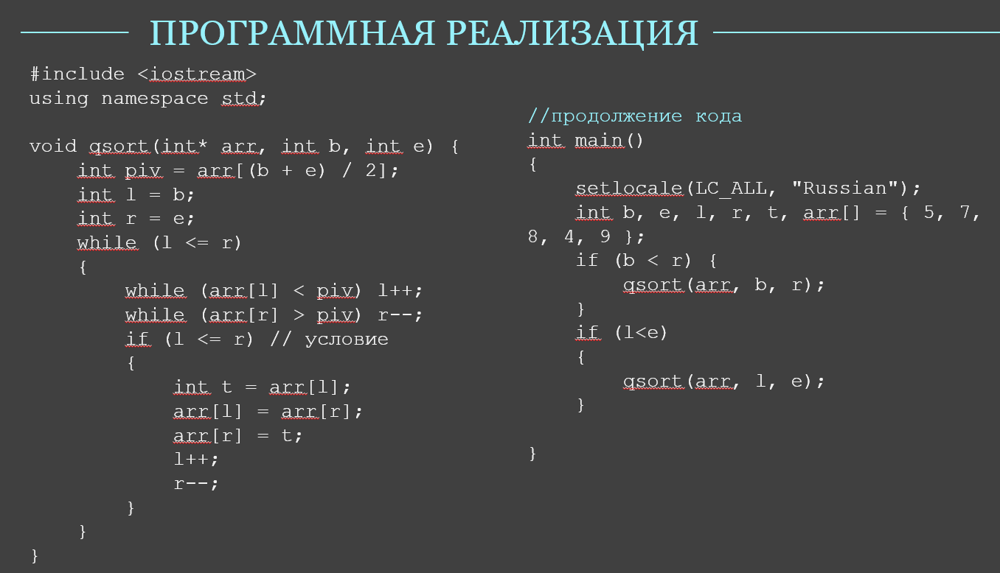 ПРОГРАММНАЯ РЕАЛИЗАЦИЯ
#include <iostream>
using namespace std;
void qsort(int* arr, int b, int e) {
int piv = arr[(b + e) / 2];
int l = b;
int r = e;
while (l <= r)
{
while (arr[l] < piv) l++;
while (arr[r] > piv) r--;
if (l <= r) // условие
{
int t = arr[l];
arr[l] = arr[r];
arr[r] = t;
l++;
r--;
}
}
}
//продолжение кода
int main()
{
setlocale(LC_ALL, "Russian");
int b, e, l, r, t, arr[] = { 5, 7,
8, 4, 9 };
if (b < r) {
qsort(arr, b, r);
}
if (l<e)
{
qsort(arr, l, e);
}
}